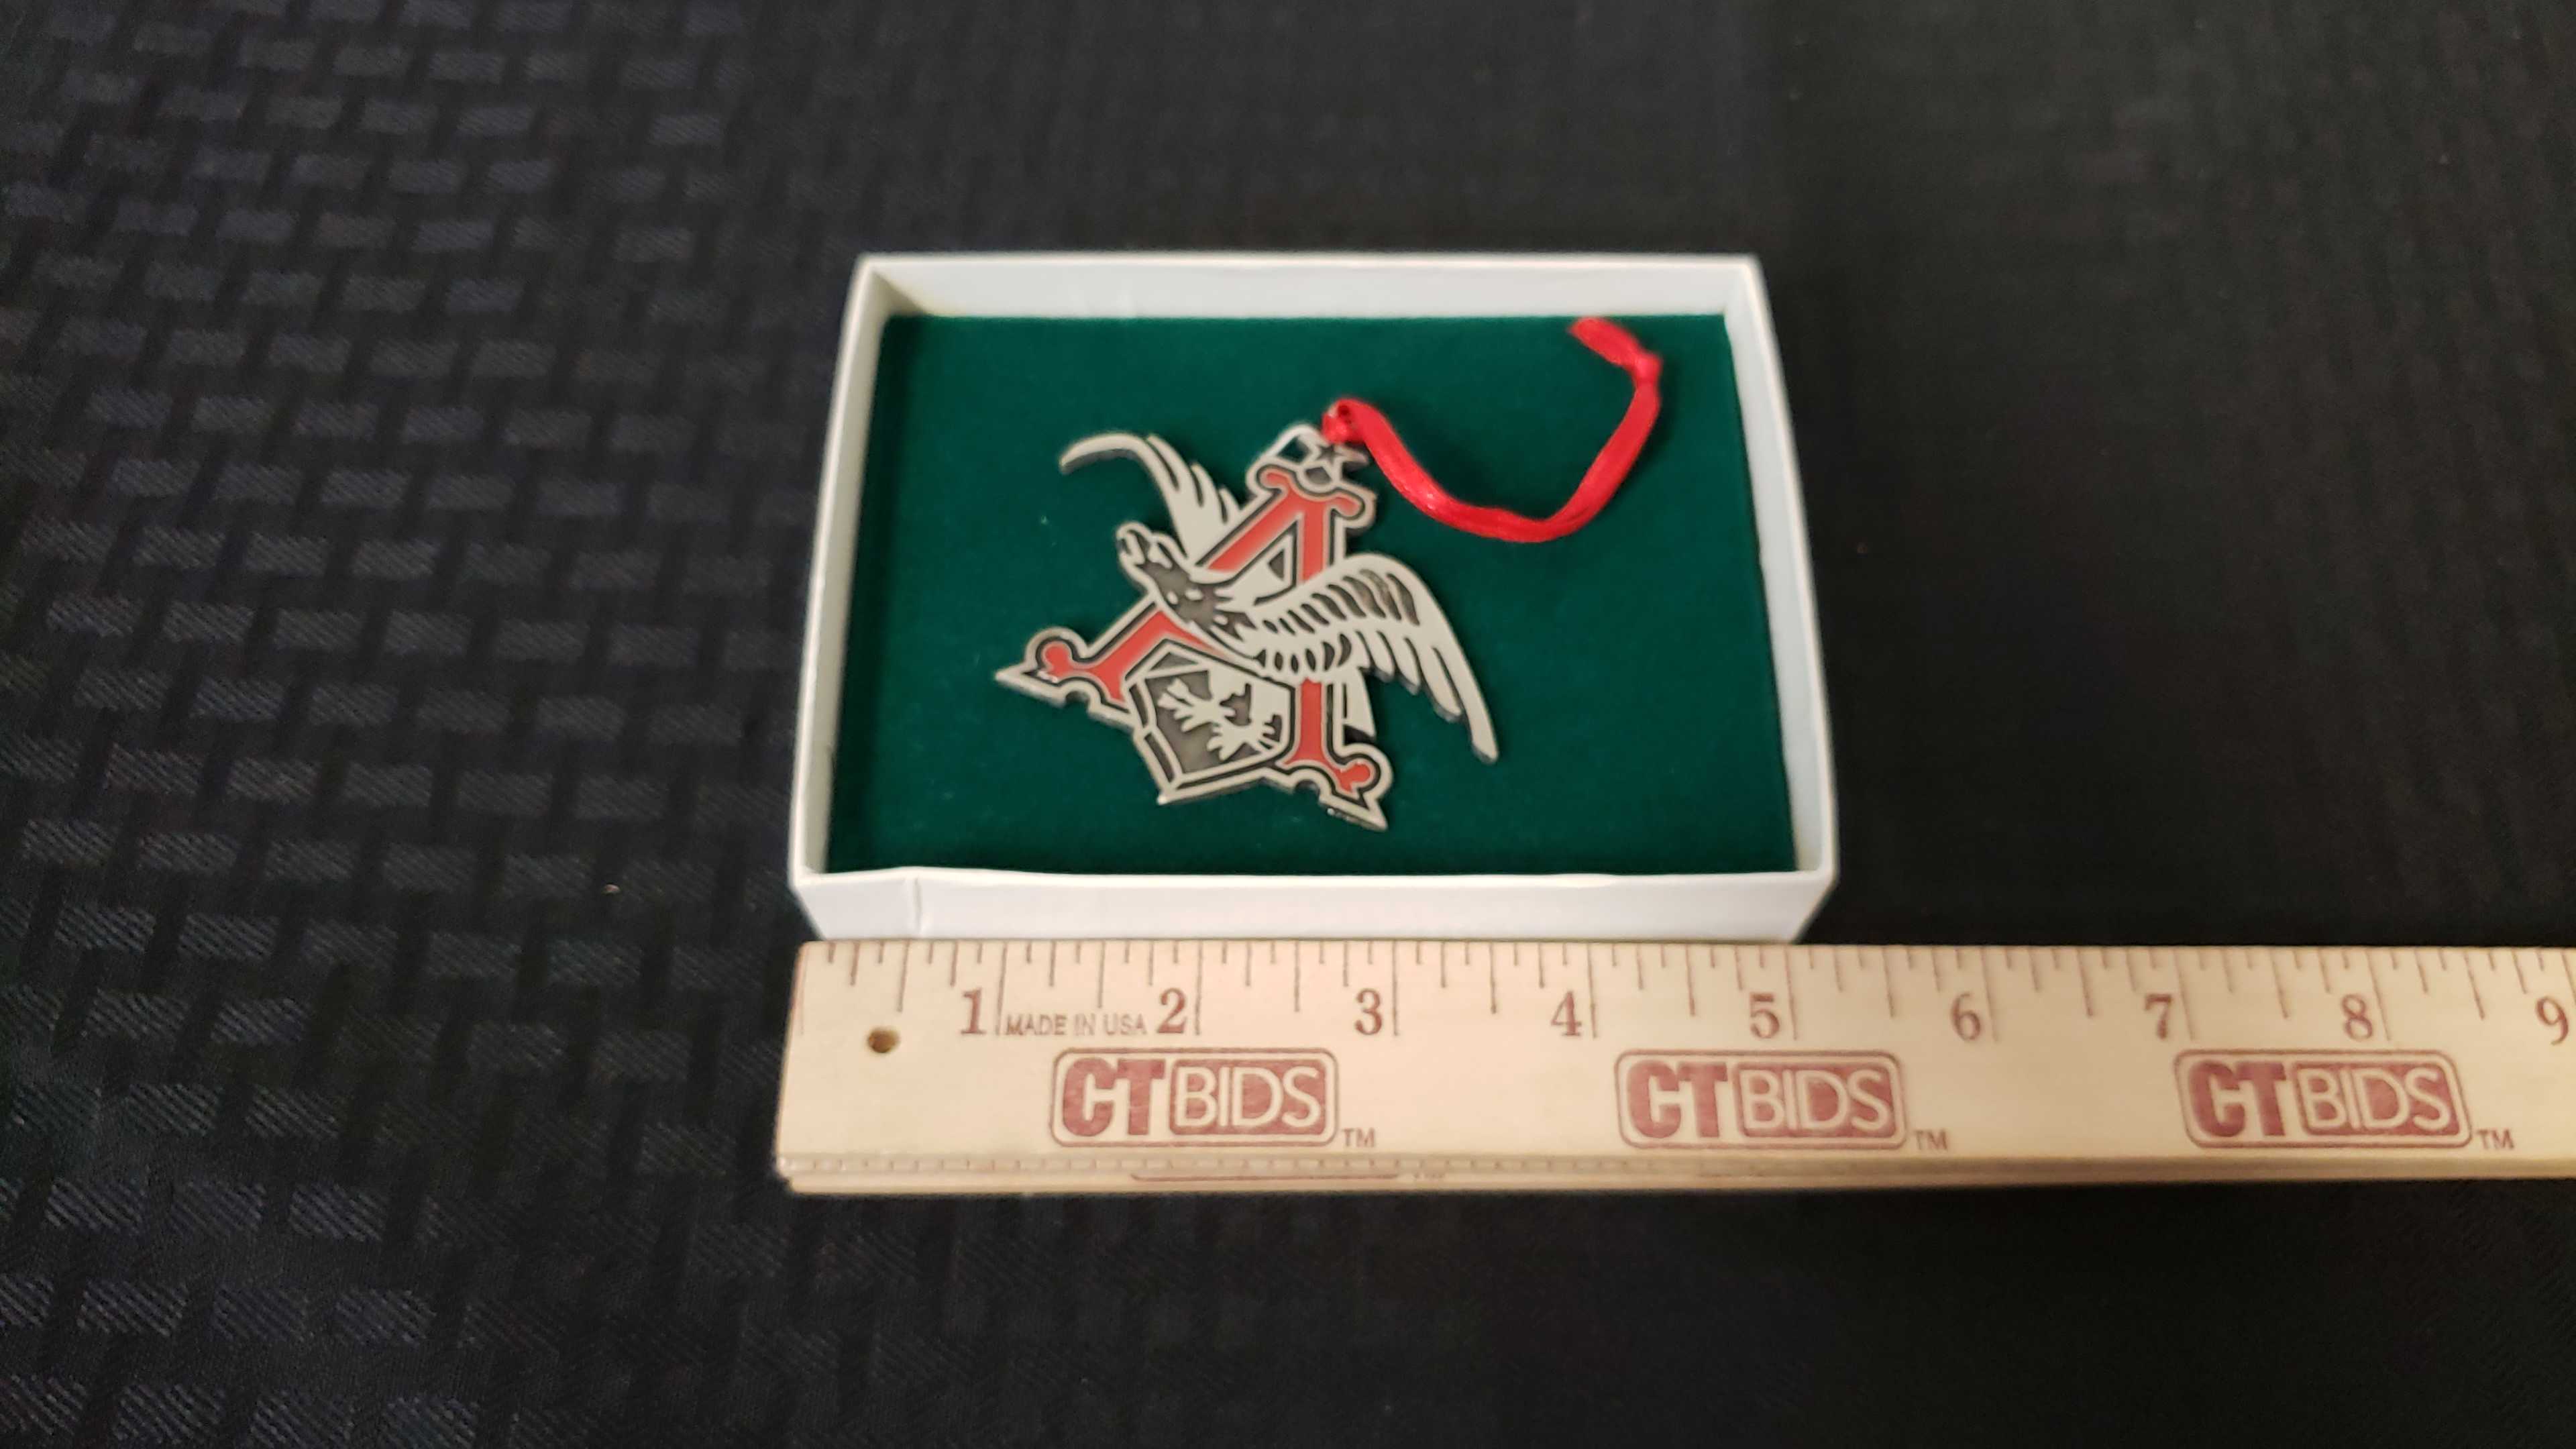 1 MADE IN USA 2 3 4 5 6 7 8 9
CTBIDS™ CTBIDS™ CTBIDS™